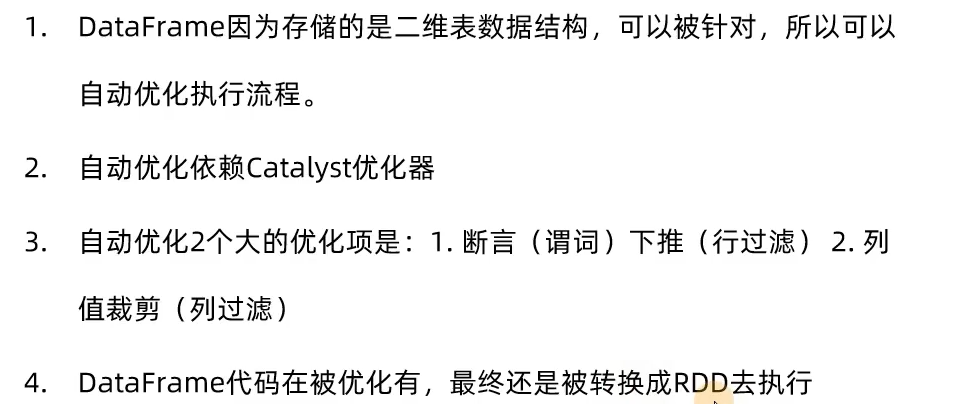 1. DataFrame因为存储的是二维表数据结构，可以被针对，所以可以
自动优化执行流程。
2. 自动优化依赖Catalyst优化器
3. 自动优化2个大的优化项是：1. 断言（谓词）下推（行过滤） 2. 列
值裁剪（列过滤）
4. DataFrame代码在被优化有，最终还是被转换成RDD去执行